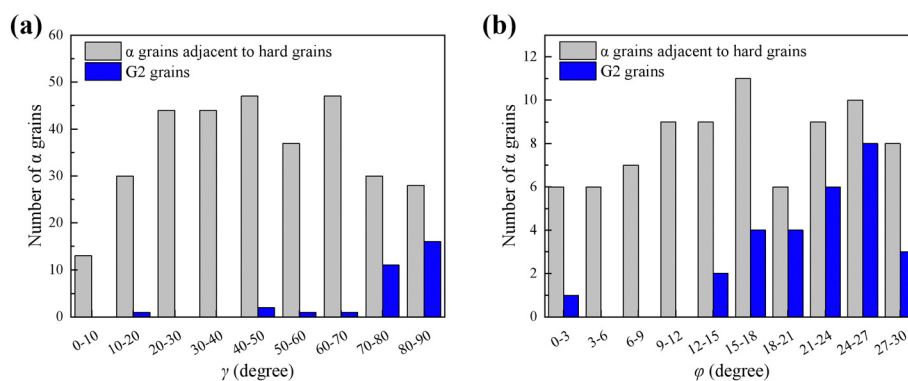 (a)
60
50
40
30
20
10
0
Number of α grains
α grains adjacent to hard grains
G2 grains
0-10 10-20 20-30 30-40 40-50 50-60 60-70 70-80 80-90
γ (degree)
(b)
12
10
8
6
4
2
0
Number of α grains
α grains adjacent to hard grains
G2 grains
0-3 3-6 6-9 9-12 12-15 15-18 18-21 21-24 24-27 27-30
φ (degree)